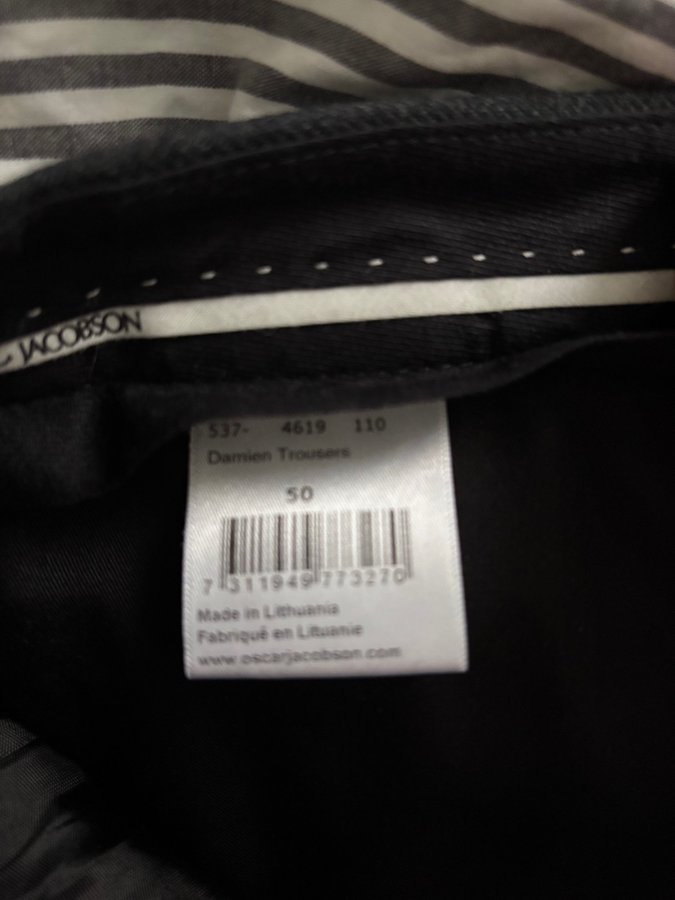 JACOBSON
537- 4619 110
Damien Trousers
50
7 311949 773270
Made in Lithuania
Fabriqué en Lituanie
www.oscarjacobson.com